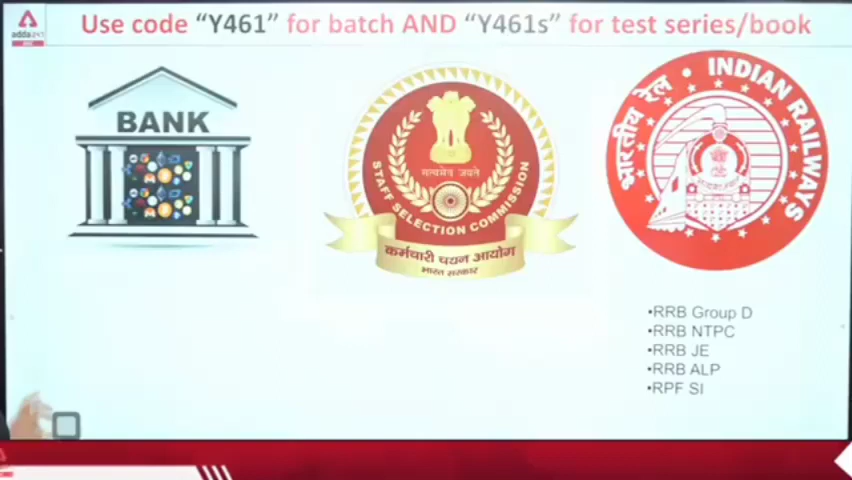 adda247
Use code “Y461” for batch AND “Y461s” for test series/book
BANK
सत्यमेव जयते
STAFF SELECTION COMMISSION
कर्मचारी चयन आयोग
भारत सरकार
भारतीय रेल • INDIAN RAILWAYS
•RRB Group D
•RRB NTPC
•RRB JE
•RRB ALP
•RPF SI